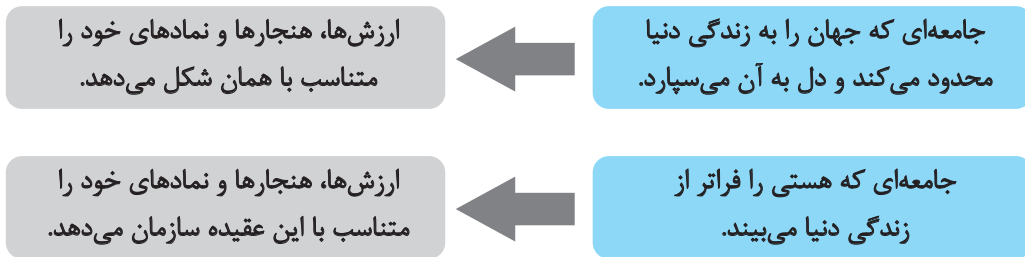 جامعه‌ای که جهان را به زندگی دنیا
محدود می‌کند و دل به آن می‌سپارد.
ارزش‌ها، هنجارها و نمادهای خود را
متناسب با همان شکل می‌دهد.
جامعه‌ای که هستی را فراتر از
زندگی دنیا می‌بیند.
ارزش‌ها، هنجارها و نمادهای خود را
متناسب با این عقیده سازمان می‌دهد.